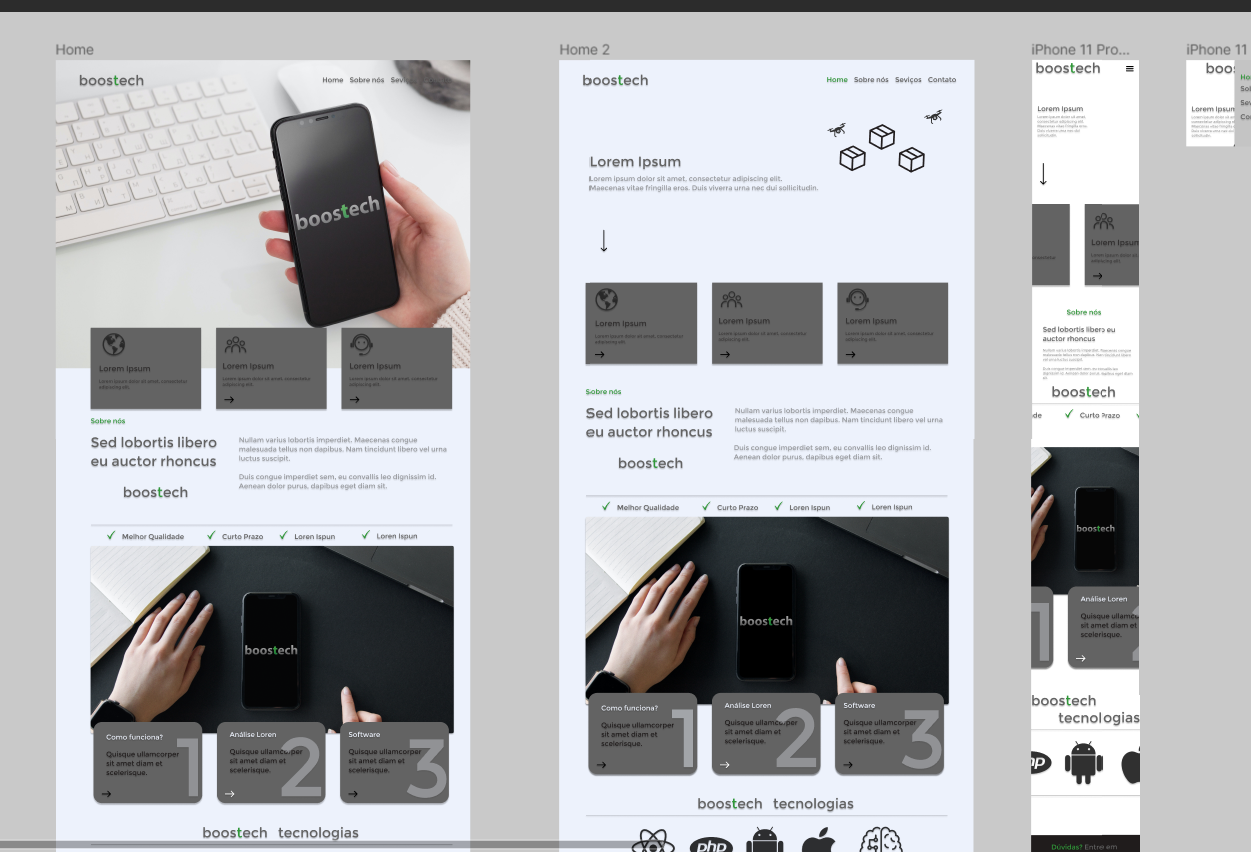 Home
boostech
Home Sobre nós
boostech
Lorem Ipsum
Lorem ipsum dolor sit amet, consectetur
adipiscing elit.
Lorem Ipsum
Lorem ipsum dolor sit amet, consectetur
adipiscing elit.
Lorem Ipsum
Lorem ipsum dolor sit amet, consectetur
adipiscing elit.
Sobre nós
Sed lobortis libero
eu auctor rhoncus
Nullam varius lobortis imperdiet. Maecenas congue
malesuada tellus non dapibus. Nam tincidunt libero vel urna
luctus suscipit.
Duis congue imperdiet sem, eu convallis leo dignissim id.
Aenean dolor purus, dapibus eget diam sit.
boostech
Melhor Qualidade
Curto Prazo
Loren Ispun
Loren Ispun
boostech
Como funciona?
Quisque ullamcorper
sit amet diam et
scelerisque.
1
Análise Loren
Quisque ullamcorper
sit amet diam et
scelerisque.
2
Software
Quisque ullamcorper
sit amet diam et
scelerisque.
3
boostech tecnologias
Home 2
boostech
Home Sobre nós Seviços Contato
Lorem Ipsum
Lorem ipsum dolor sit amet, consectetur adipiscing elit.
Maecenas vitae fringilla eros. Duis viverra urna nec dui sollicitudin.
Lorem Ipsum
Lorem ipsum dolor sit amet, consectetur
adipiscing elit.
Lorem Ipsum
Lorem ipsum dolor sit amet, consectetur
adipiscing elit.
Lorem Ipsum
Lorem ipsum dolor sit amet, consectetur
adipiscing elit.
Sobre nós
Sed lobortis libero
eu auctor rhoncus
Nullam varius lobortis imperdiet. Maecenas congue
malesuada tellus non dapibus. Nam tincidunt libero vel urna
luctus suscipit.
Duis congue imperdiet sem, eu convallis leo dignissim id.
Aenean dolor purus, dapibus eget diam sit.
boostech
Melhor Qualidade
Curto Prazo
Loren Ispun
Loren Ispun
boostech
Como funciona?
Quisque ullamcorper
sit amet diam et
scelerisque.
1
Análise Loren
Quisque ullamcorper
sit amet diam et
scelerisque.
2
Software
Quisque ullamcorper
sit amet diam et
scelerisque.
3
boostech tecnologias
php
iPhone 11 Pro...
boostech
Lorem Ipsum
Lorem Ipsum
Sobre nós
Sed lobortis libero eu
auctor rhoncus
boostech
de
Curto Prazo
boostech
1
Análise Loren
Quisque ullamco
sit amet diam et
scelerisque.
boostech
tecnologias
hp
Dúvidas? Entre em
iPhone 11
boos
Lorem Ipsum